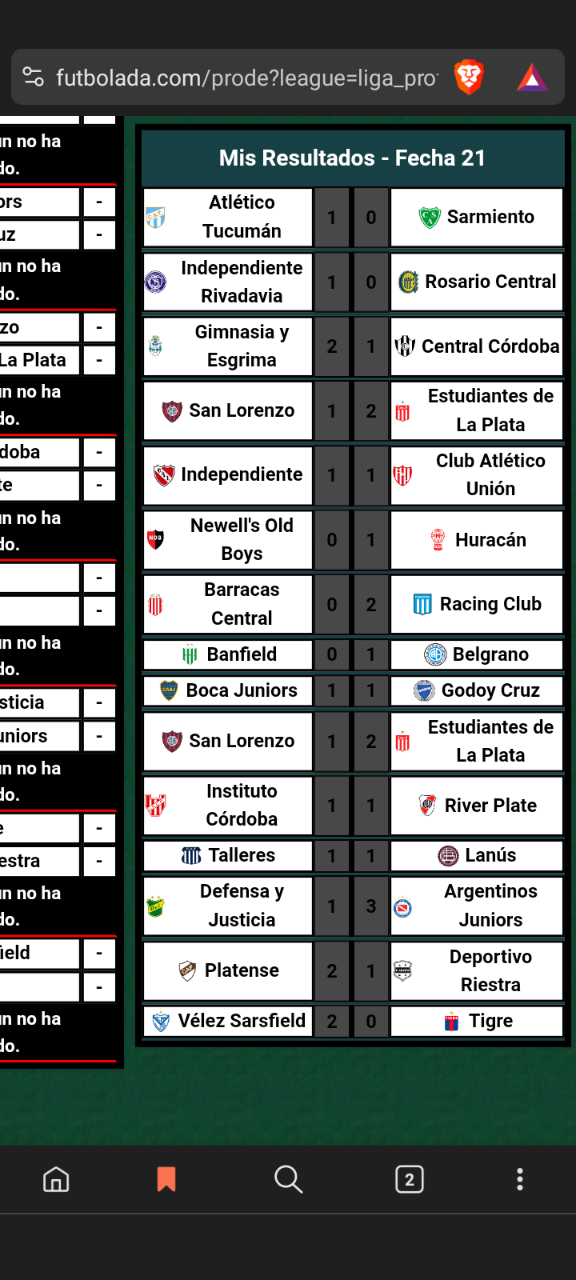 futbolada.com/prode?league=liga_pro
un no ha
do.
ors -
uz -
un no ha
do.
zo -
La Plata -
un no ha
do.
doba -
te -
un no ha
do.
-
-
un no ha
do.
sticia -
uniors -
un no ha
do.
e -
estra -
un no ha
do.
field -
-
un no ha
do.
Mis Resultados - Fecha 21
Atlético
Tucumán
1 0
Sarmiento
Independiente
Rivadavia
1 0
Rosario Central
Gimnasia y
Esgrima
2 1
Central Córdoba
San Lorenzo
1 2
Estudiantes de
La Plata
Independiente
1 1
Club Atlético
Unión
Newell's Old
Boys
0 1
Huracán
Barracas
Central
0 2
Racing Club
Banfield 0 1 Belgrano
Boca Juniors 1 1 Godoy Cruz
San Lorenzo
1 2
Estudiantes de
La Plata
Instituto
Córdoba
1 1
River Plate
Talleres 1 1 Lanús
Defensa y
Justicia
1 3
Argentinos
Juniors
Platense
2 1
Deportivo
Riestra
Vélez Sarsfield 2 0 Tigre
2